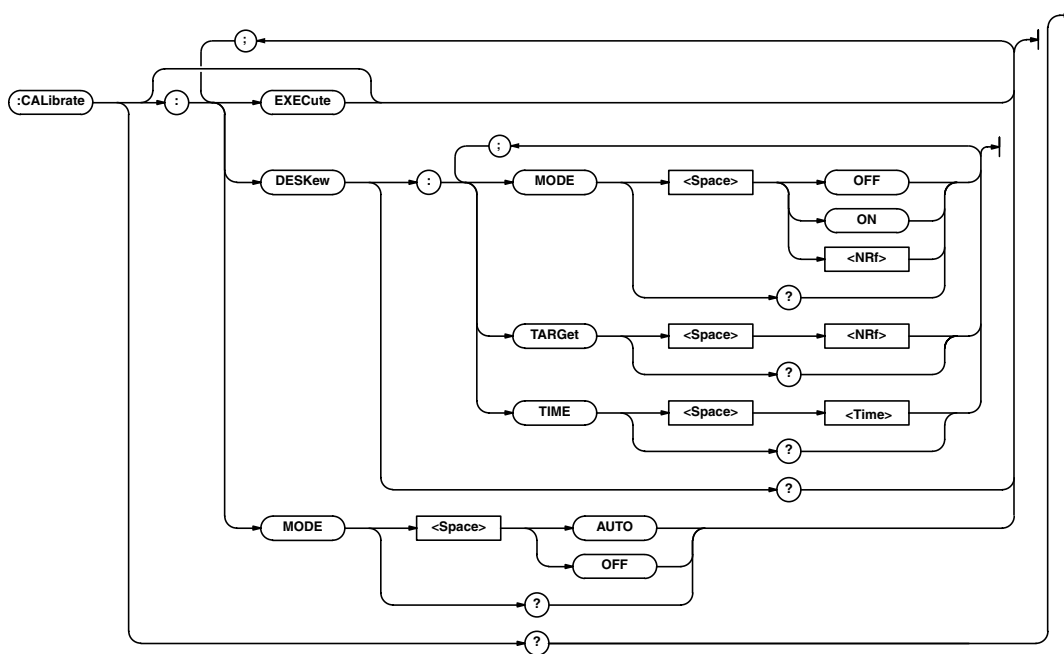 ;
:CALibrate : EXECute
;
DESKew : MODE <Space> OFF
ON
<NRf>
?
TARGet <Space> <NRf>
?
TIME <Space> <Time>
?
?
MODE <Space> AUTO
OFF
?
?